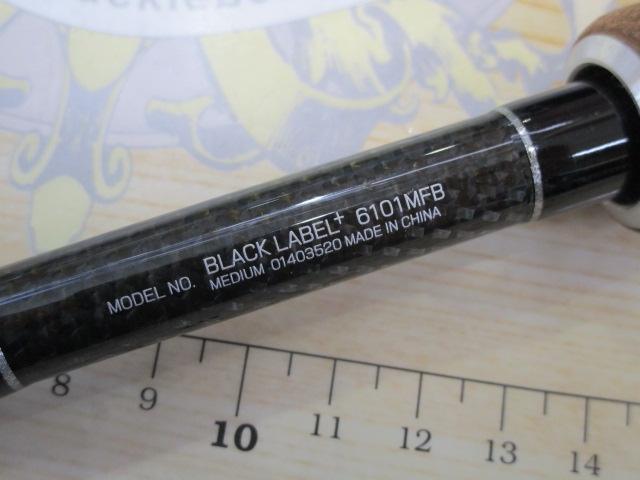 MODEL NO. BLACK LABEL+ 6101MFB
MEDIUM 01403520 MADE IN CHINA
8 9 10 11 12 13 14